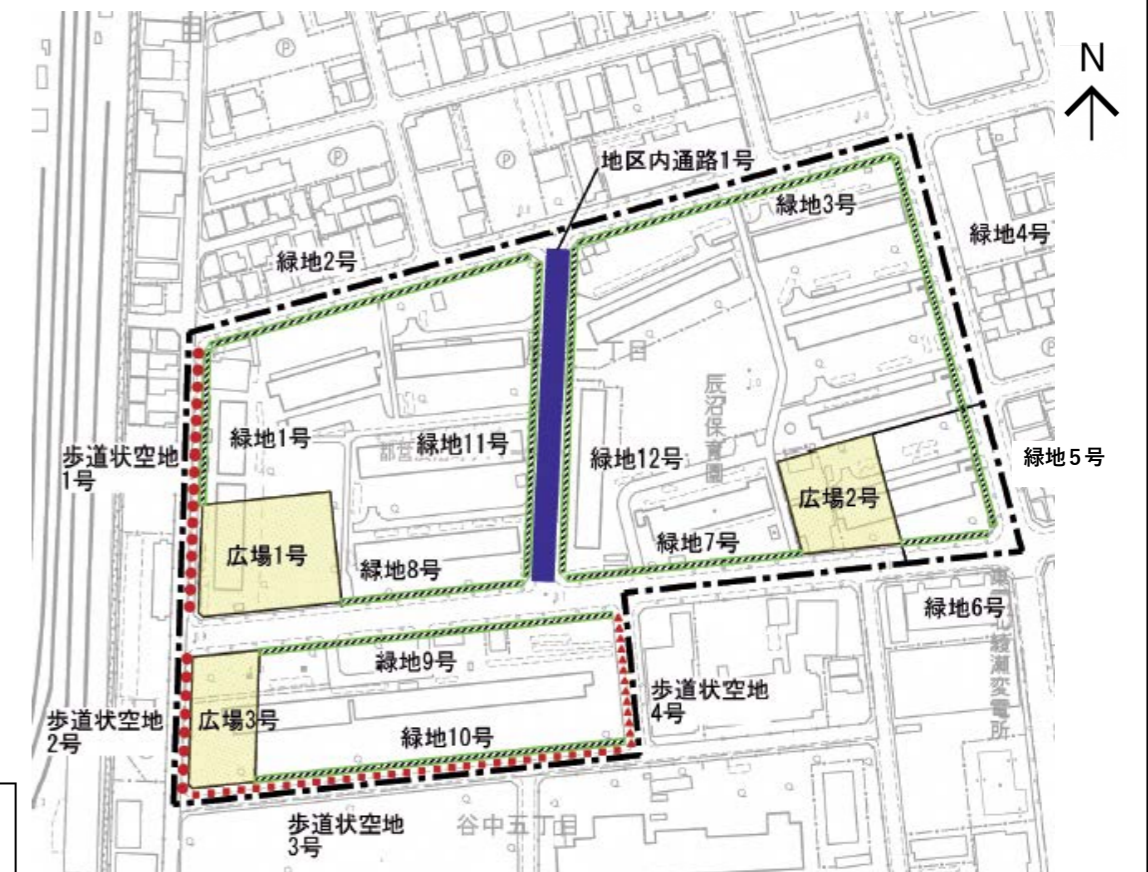 N
地区内通路1号
緑地3号
緑地4号
緑地2号
歩道状空地
1号
緑地1号
緑地11号
緑地12号
辰沼保育園
緑地5号
広場2号
広場1号
緑地8号
緑地7号
緑地6号
緑地9号
歩道状空地
4号
歩道状空地
2号
広場3号
緑地10号
歩道状空地
3号
谷中五丁目
綾瀬変電所